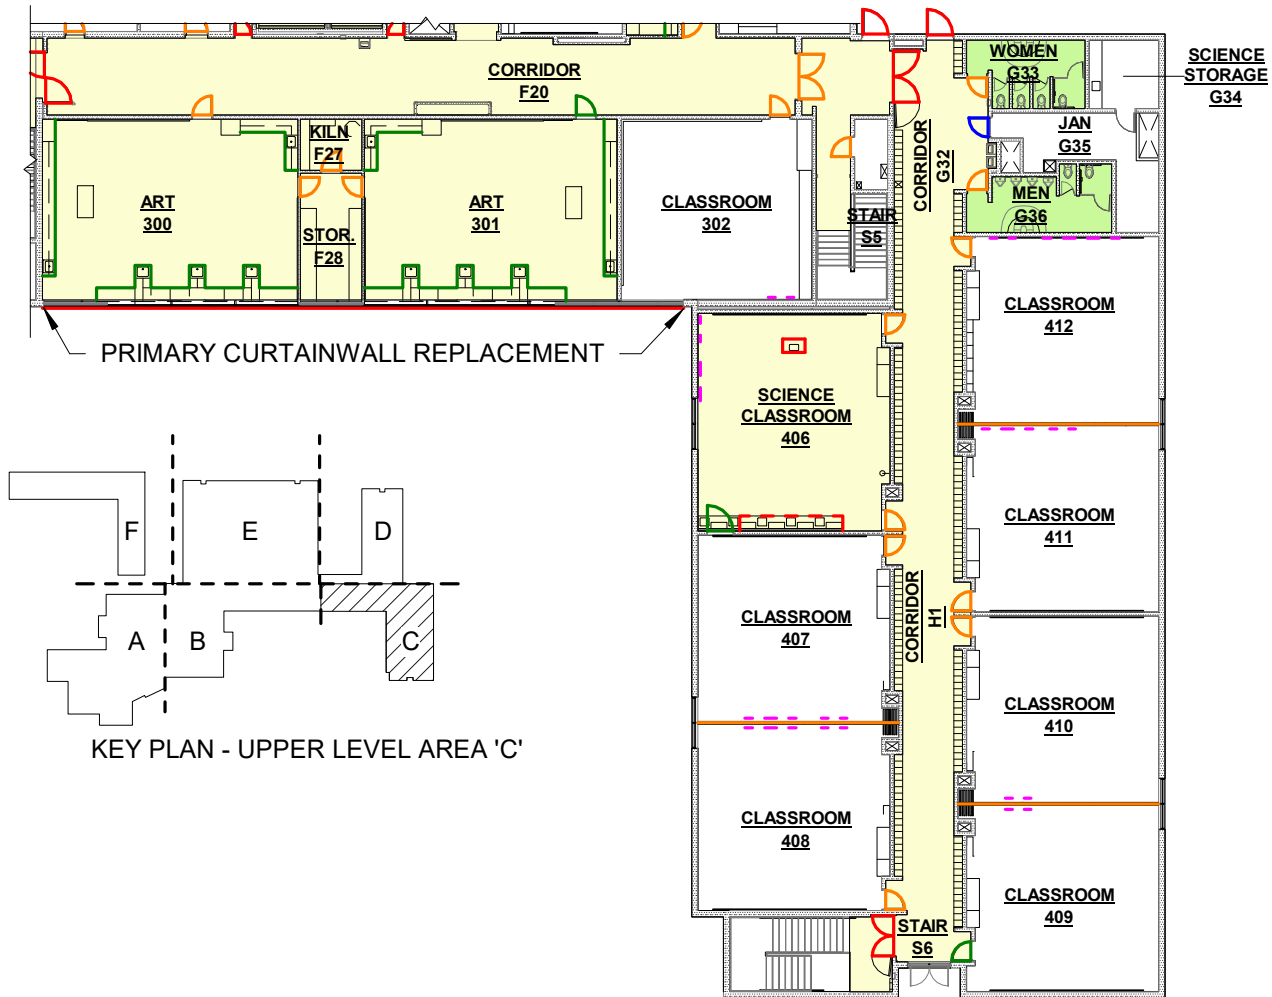 WOMEN
G33
SCIENCE
STORAGE
G34
CORRIDOR
F20
JAN
G35
KILN
F27
CORRIDOR
G32
ART
300
ART
301
CLASSROOM
302
MEN
G36
STAIR
S5
STOR.
F28
CLASSROOM
412
PRIMARY CURTAINWALL REPLACEMENT
SCIENCE
CLASSROOM
406
CLASSROOM
411
F
E
D
A
B
C
CORRIDOR
H1
CLASSROOM
407
CLASSROOM
410
KEY PLAN - UPPER LEVEL AREA 'C'
CLASSROOM
408
CLASSROOM
409
STAIR
S6